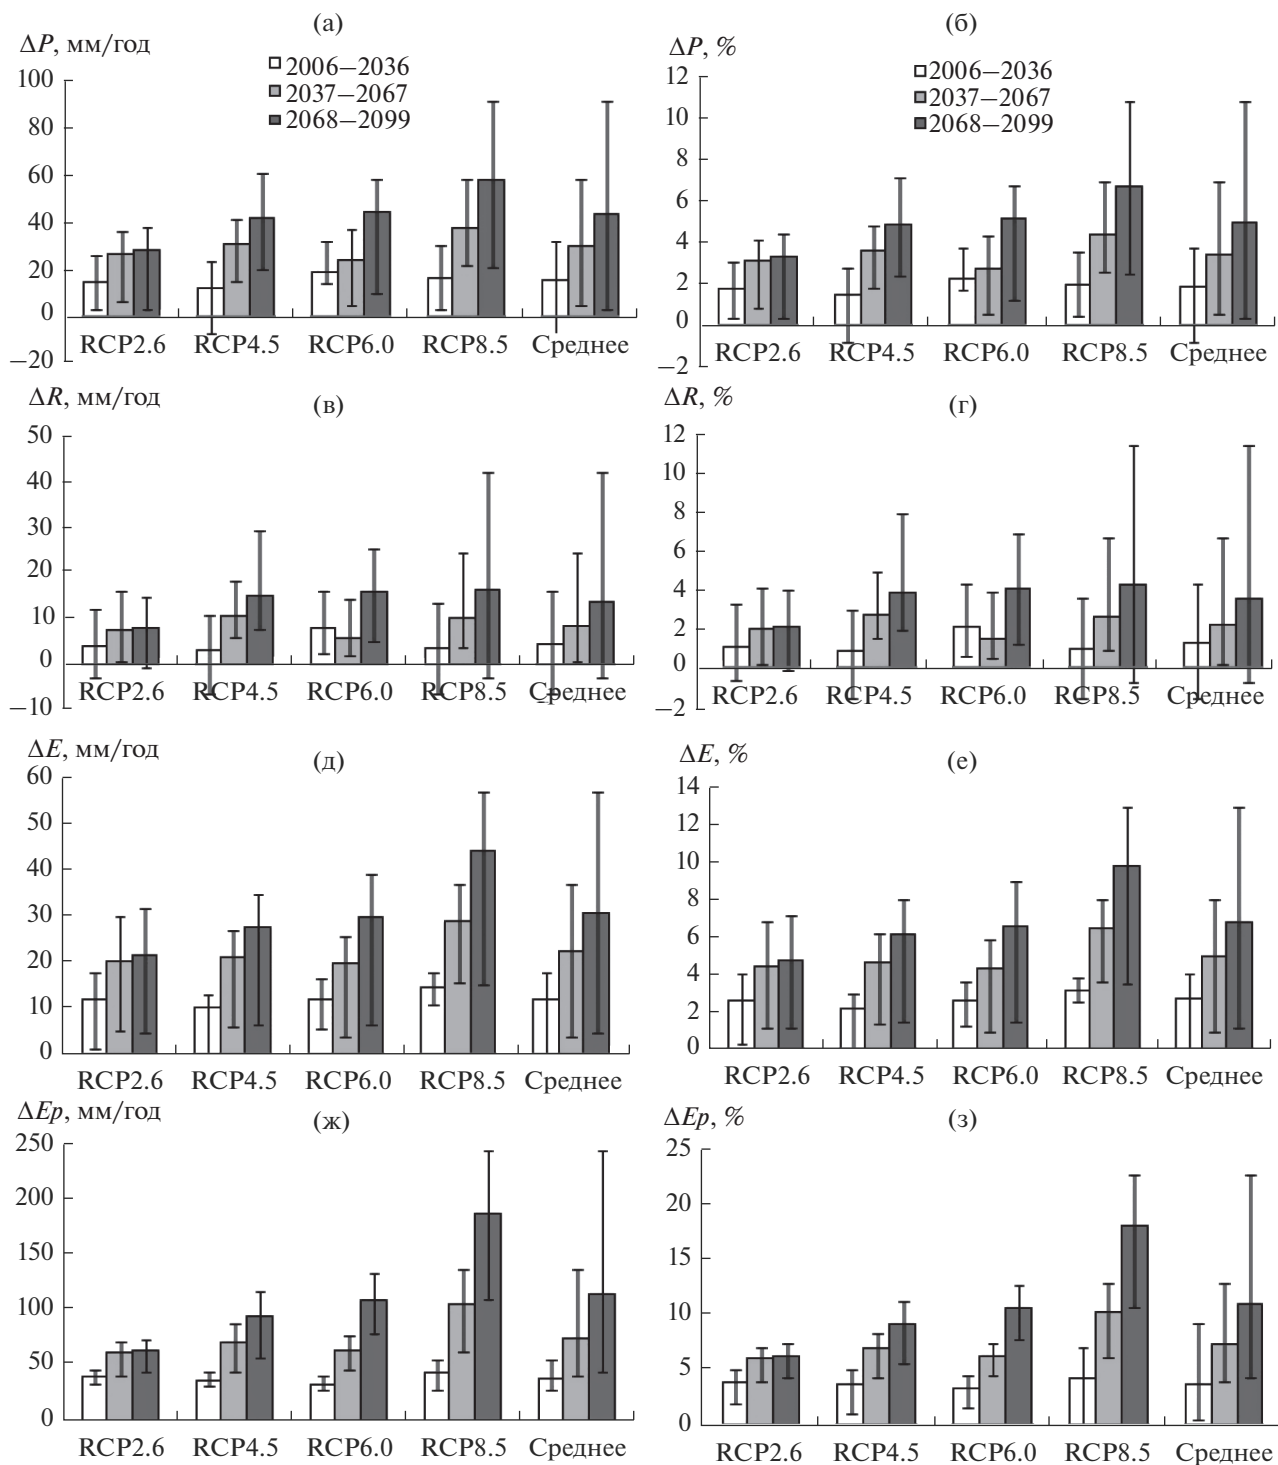 (а)
ΔP, мм/год
2006–2036
2037–2067
2068–2099
100
80
60
40
20
0
–20
RCP2.6 RCP4.5 RCP6.0 RCP8.5 Среднее
(б)
ΔP, %
2006–2036
2037–2067
2068–2099
12
10
8
6
4
2
0
–2
RCP2.6 RCP4.5 RCP6.0 RCP8.5 Среднее
ΔR, мм/год
(в)
50
40
30
20
10
0
–10
RCP2.6 RCP4.5 RCP6.0 RCP8.5 Среднее
ΔR, %
(г)
12
10
8
6
4
2
0
–2
RCP2.6 RCP4.5 RCP6.0 RCP8.5 Среднее
ΔE, мм/год
(д)
60
50
40
30
20
10
0
RCP2.6 RCP4.5 RCP6.0 RCP8.5 Среднее
ΔE, %
(е)
14
12
10
8
6
4
2
0
RCP2.6 RCP4.5 RCP6.0 RCP8.5 Среднее
ΔEp, мм/год
(ж)
250
200
150
100
50
0
RCP2.6 RCP4.5 RCP6.0 RCP8.5 Среднее
ΔEp, %
(з)
25
20
15
10
5
0
RCP2.6 RCP4.5 RCP6.0 RCP8.5 Среднее